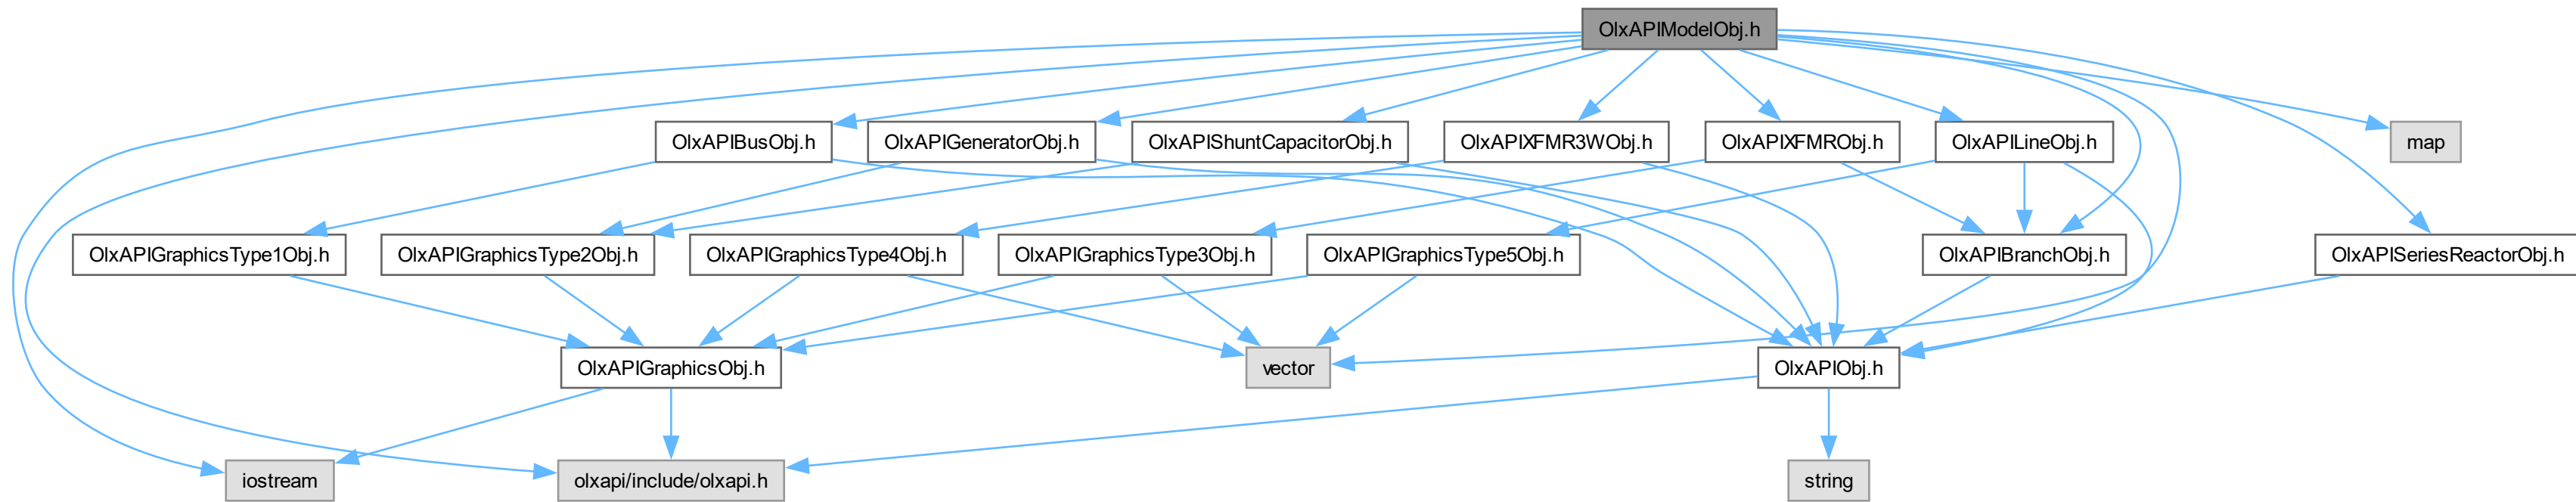 OlxAPIModelObj.h
OlxAPIBusObj.h
OlxAPIGeneratorObj.h
OlxAPIShuntCapacitorObj.h
OlxAPIXFMR3WObj.h
OlxAPIXFMRObj.h
OlxAPILineObj.h
map
OlxAPIGraphicsType1Obj.h
OlxAPIGraphicsType2Obj.h
OlxAPIGraphicsType4Obj.h
OlxAPIGraphicsType3Obj.h
OlxAPIGraphicsType5Obj.h
OlxAPIBranchObj.h
OlxAPISeriesReactorObj.h
OlxAPIGraphicsObj.h
vector
OlxAPIObj.h
iostream
olxapi/include/olxapi.h
string